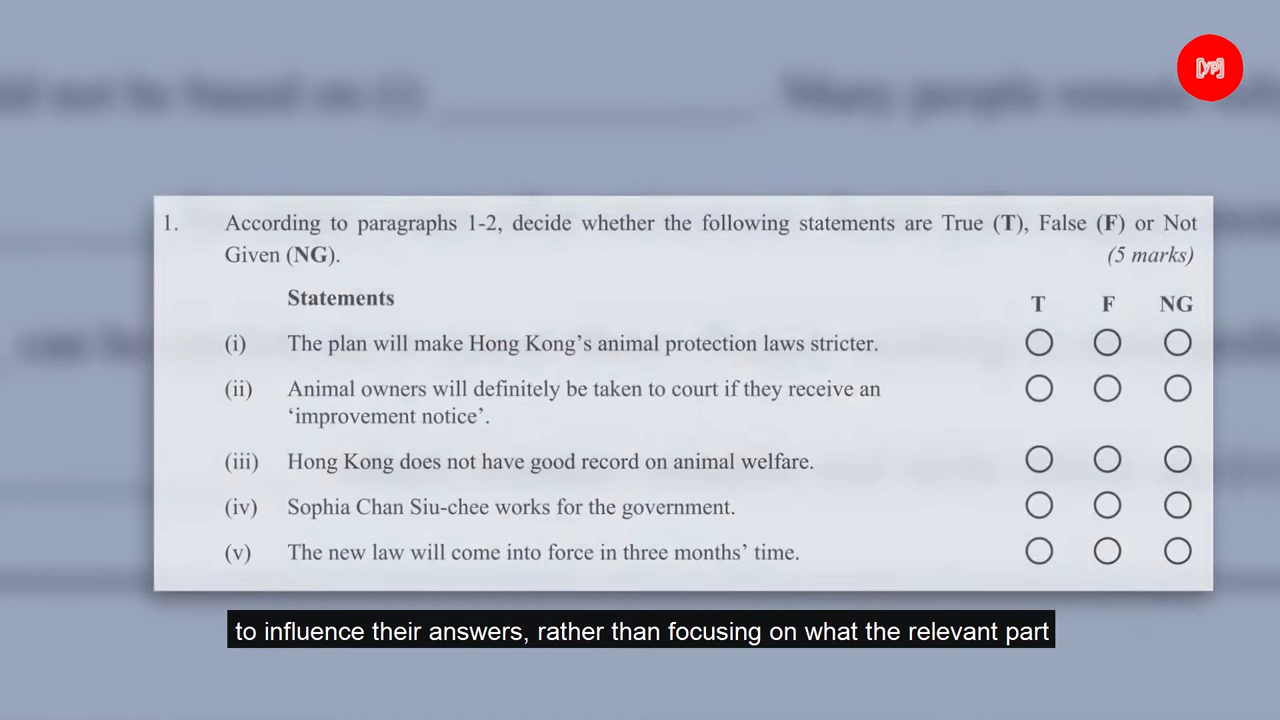 [YP]
1. According to paragraphs 1-2, decide whether the following statements are True (T), False (F) or Not
Given (NG). (5 marks)
Statements T F NG
(i) The plan will make Hong Kong’s animal protection laws stricter.
(ii) Animal owners will definitely be taken to court if they receive an
‘improvement notice’.
(iii) Hong Kong does not have good record on animal welfare.
(iv) Sophia Chan Siu-chee works for the government.
(v) The new law will come into force in three months’ time.
to influence their answers, rather than focusing on what the relevant part